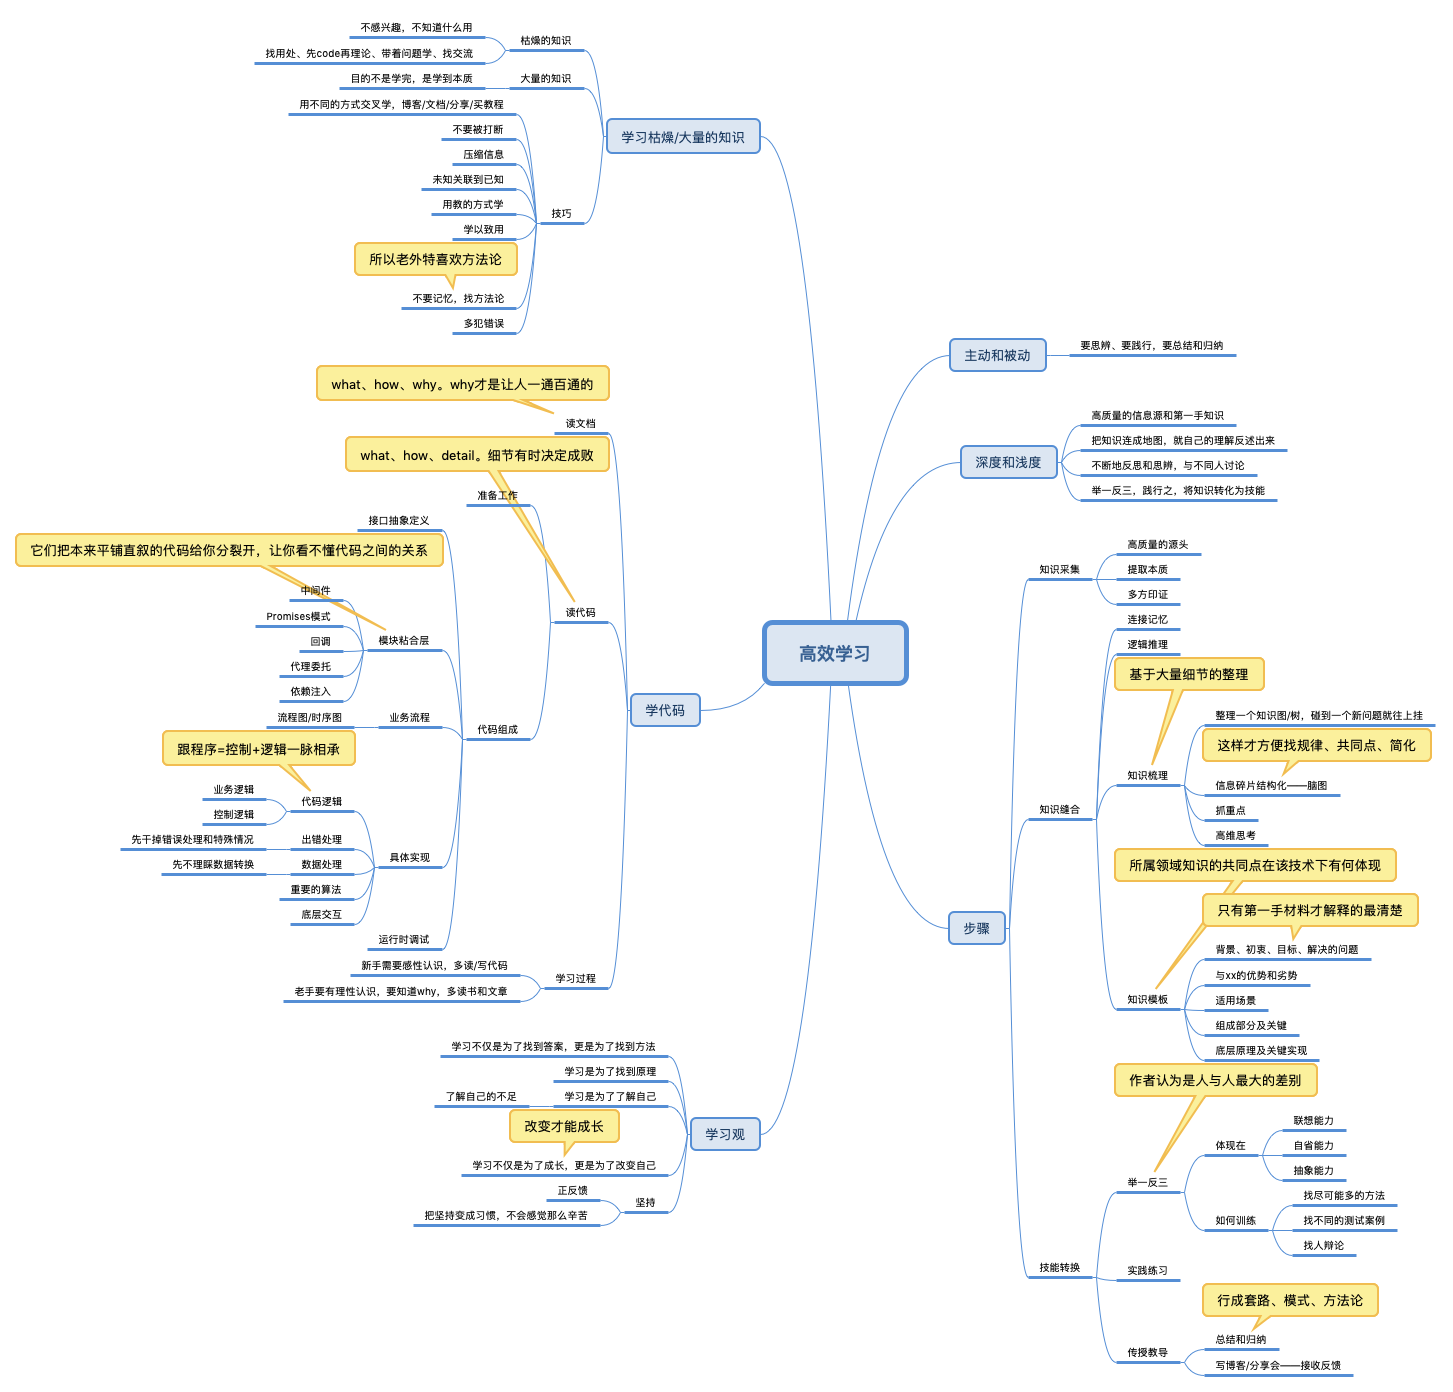 高效学习
主动和被动
要思辨、要践行，要总结和归纳
深度和浅度
高质量的信息源和第一手知识
把知识连成地图，就自己的理解反述出来
不断地反思和思辨，与不同人讨论
举一反三，践行之，将知识转化为技能
步骤
知识采集
高质量的源头
提取本质
多方印证
知识缝合
连接记忆
逻辑推理
基于大量细节的整理
知识梳理
整理一个知识图/树，碰到一个新问题就往上挂
这样才方便找规律、共同点、简化
信息碎片结构化——脑图
抓重点
高维思考
所属领域知识的共同点在该技术下有何体现
知识模板
只有第一手材料才解释的最清楚
背景、初衷、目标、解决的问题
与xx的优势和劣势
适用场景
组成部分及关键
底层原理及关键实现
技能转换
作者认为是人与人最大的差别
举一反三
体现在
联想能力
自省能力
抽象能力
如何训练
找尽可能多的方法
找不同的测试案例
找人辩论
实践练习
传授教导
行成套路、模式、方法论
总结和归纳
写博客/分享会——接收反馈
学习枯燥/大量的知识
枯燥的知识
不感兴趣，不知道什么用
找用处、先code再理论、带着问题学、找交流
大量的知识
目的不是学完，是学到本质
技巧
用不同的方式交叉学，博客/文档/分享/买教程
不要被打断
压缩信息
未知关联到已知
用教的方式学
学以致用
所以老外特喜欢方法论
不要记忆，找方法论
多犯错误
学代码
what、how、why。why才是让人一通百通的
读文档
what、how、detail。细节有时决定成败
读代码
准备工作
代码组成
接口抽象定义
它们把本来平铺直叙的代码给你分裂开，让你看不懂代码之间的关系
模块粘合层
中间件
Promises模式
回调
代理委托
依赖注入
业务流程
流程图/时序图
具体实现
跟程序=控制+逻辑一脉相承
代码逻辑
业务逻辑
控制逻辑
出错处理
先干掉错误处理和特殊情况
数据处理
先不理睬数据转换
重要的算法
底层交互
运行时调试
学习过程
新手需要感性认识，多读/写代码
老手要有理性认识，要知道why，多读书和文章
学习观
学习不仅是为了找到答案，更是为了找到方法
学习是为了找到原理
学习是为了了解自己
了解自己的不足
改变才能成长
学习不仅是为了成长，更是为了改变自己
坚持
正反馈
把坚持变成习惯，不会感觉那么辛苦